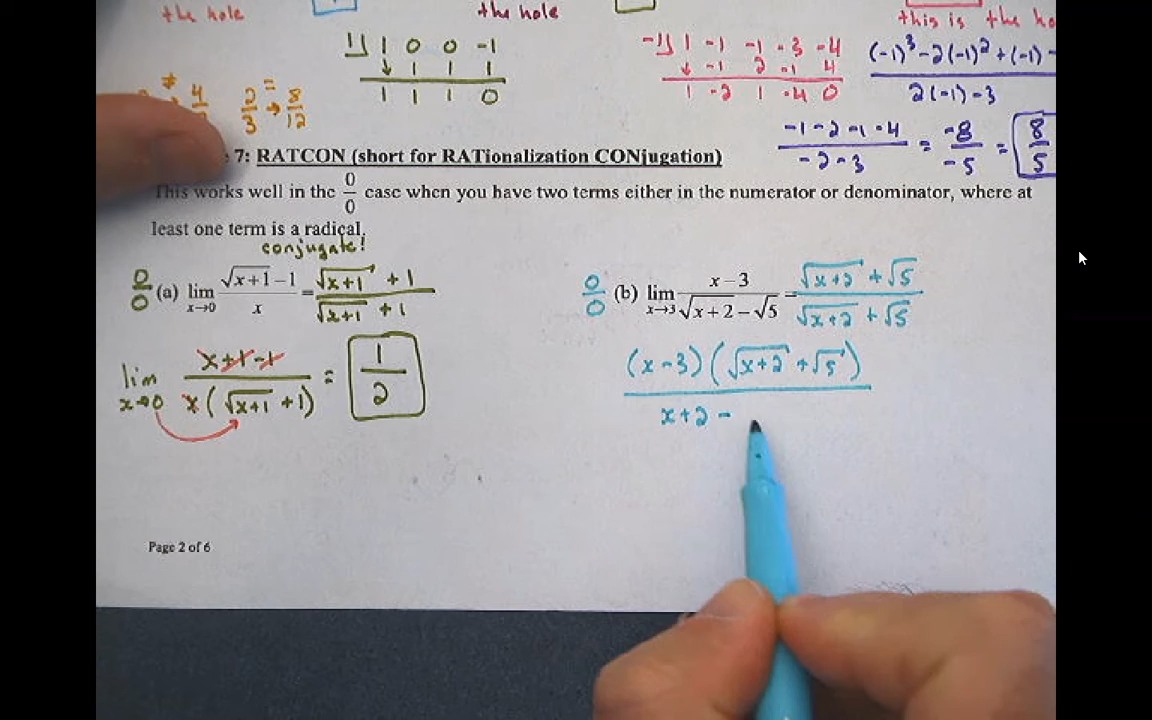 the hole
the hole
this is the ho
1⌋ 1 0 0 -1
↓ 1 1 1
1 1 1 0
-1⌋ 1 -1 -1 -3 -4
↓ -1 2 -1 4
1 -2 1 -4 0
(-1)³ - 2(-1)² + (-1) -
2(-1) - 3
-1 - 2 - 1 - 4 / -2 - 3 = -8/-5 = 8/5
≠ =
4 2/3 → 8/12
7: RATCON (short for RATionalization CONjugation)
This works well in the 0/0 case when you have two terms either in the numerator or denominator, where at
least one term is a radical.
conjugate!
0/0 (a) lim x→0 (√(x+1) - 1)/x = (√(x+1) + 1)/(√(x+1) + 1)
lim x→0 (x+1-1)/(x(√(x+1) + 1)) = 1/2
0/0 (b) lim x→3 (x-3)/(√(x+2) - √5) = (√(x+2) + √5)/(√(x+2) + √5)
(x-3)(√(x+2) + √5)
x+2 -
Page 2 of 6